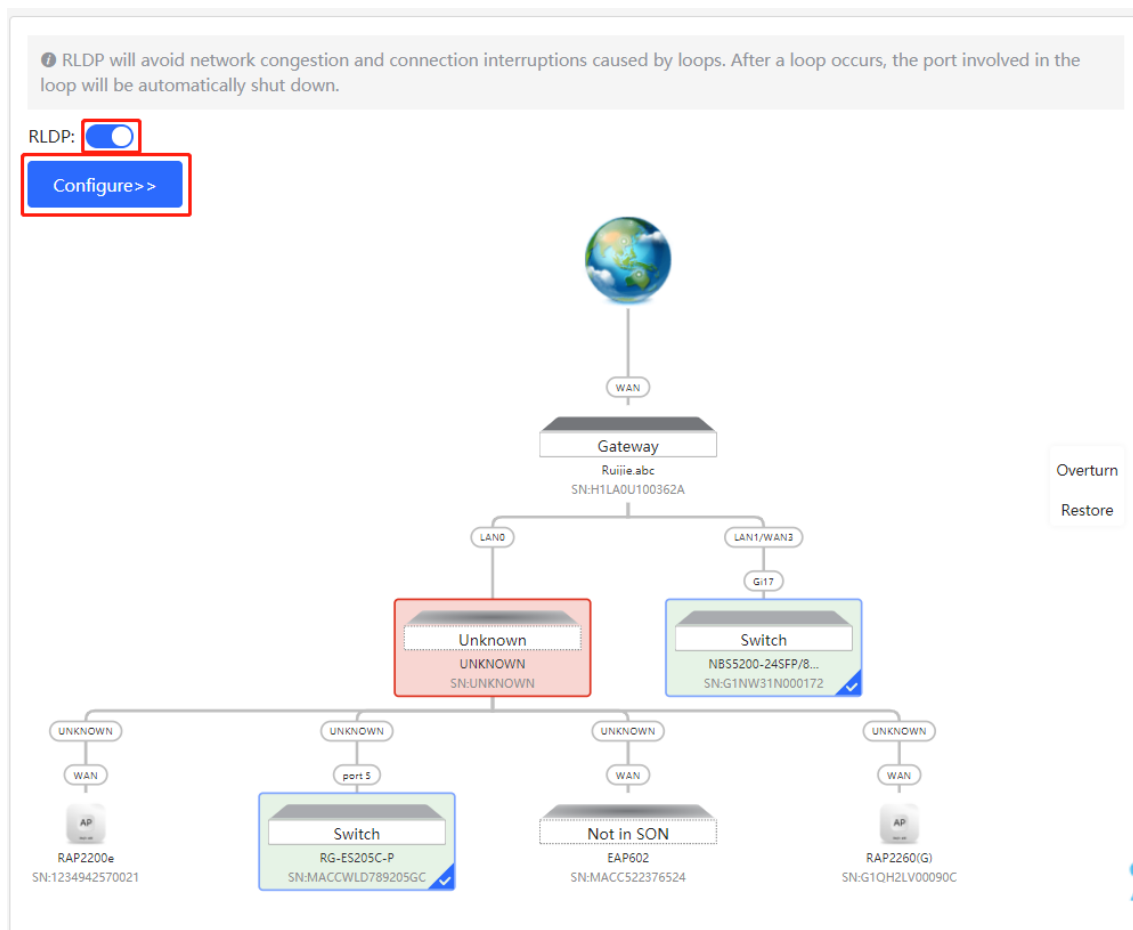 RLDP will avoid network congestion and connection interruptions caused by loops. After a loop occurs, the port involved in the
loop will be automatically shut down.
RLDP:
Configure>>
WAN
Gateway
Ruijie.abc
SN:H1LA0U100362A
Overturn
Restore
LAN0
LAN1/WAN3
Gi17
Unknown
UNKNOWN
SN:UNKNOWN
Switch
NBS5200-24SFP/8...
SN:G1NW31N000172
UNKNOWN
UNKNOWN
UNKNOWN
UNKNOWN
WAN
port 5
WAN
WAN
AP
RAP2200e
SN:1234942570021
Switch
RG-ES205C-P
SN:MACCWLD789205GC
Not in SON
EAP602
SN:MACC522376524
AP
RAP2260(G)
SN:G1QH2LV00090C